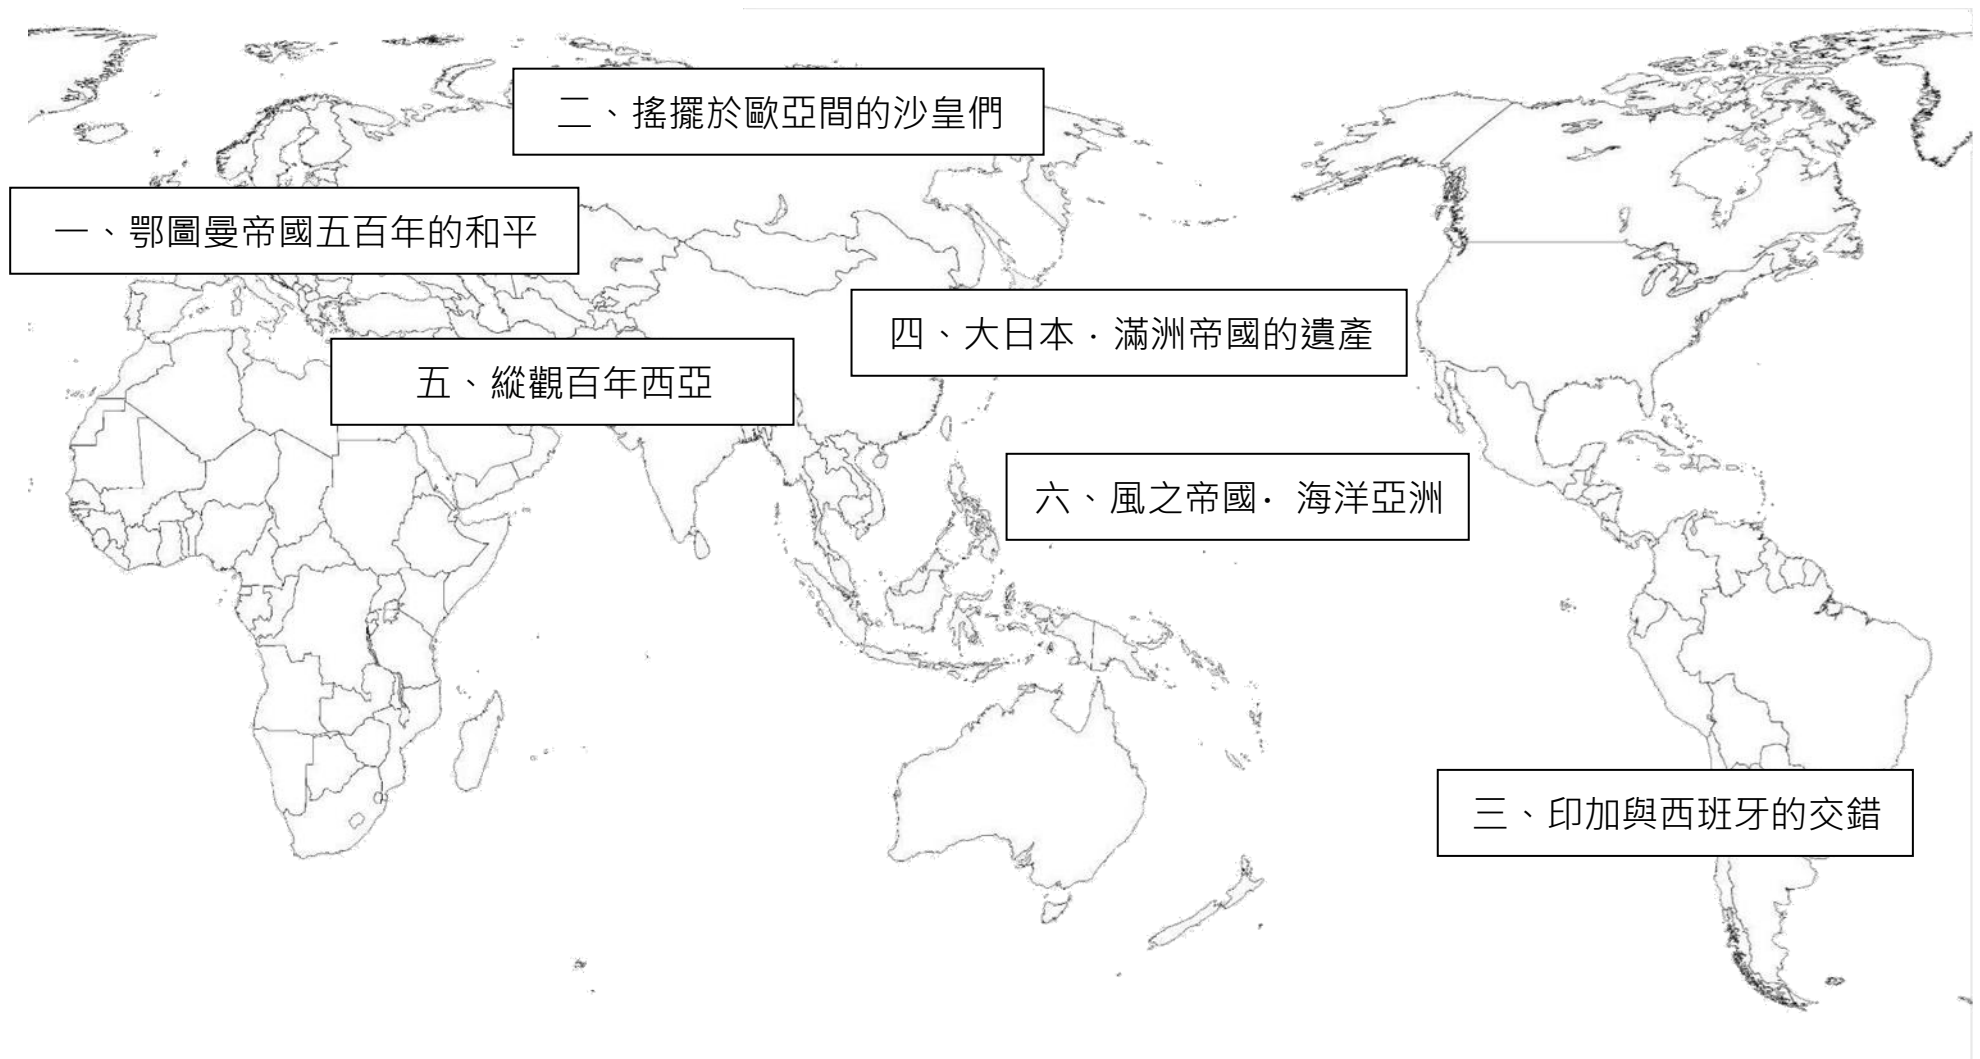 二、搖擺於歐亞間的沙皇們
一、鄂圖曼帝國五百年的和平
四、大日本．滿洲帝國的遺產
五、縱觀百年西亞
六、風之帝國．海洋亞洲
三、印加與西班牙的交錯